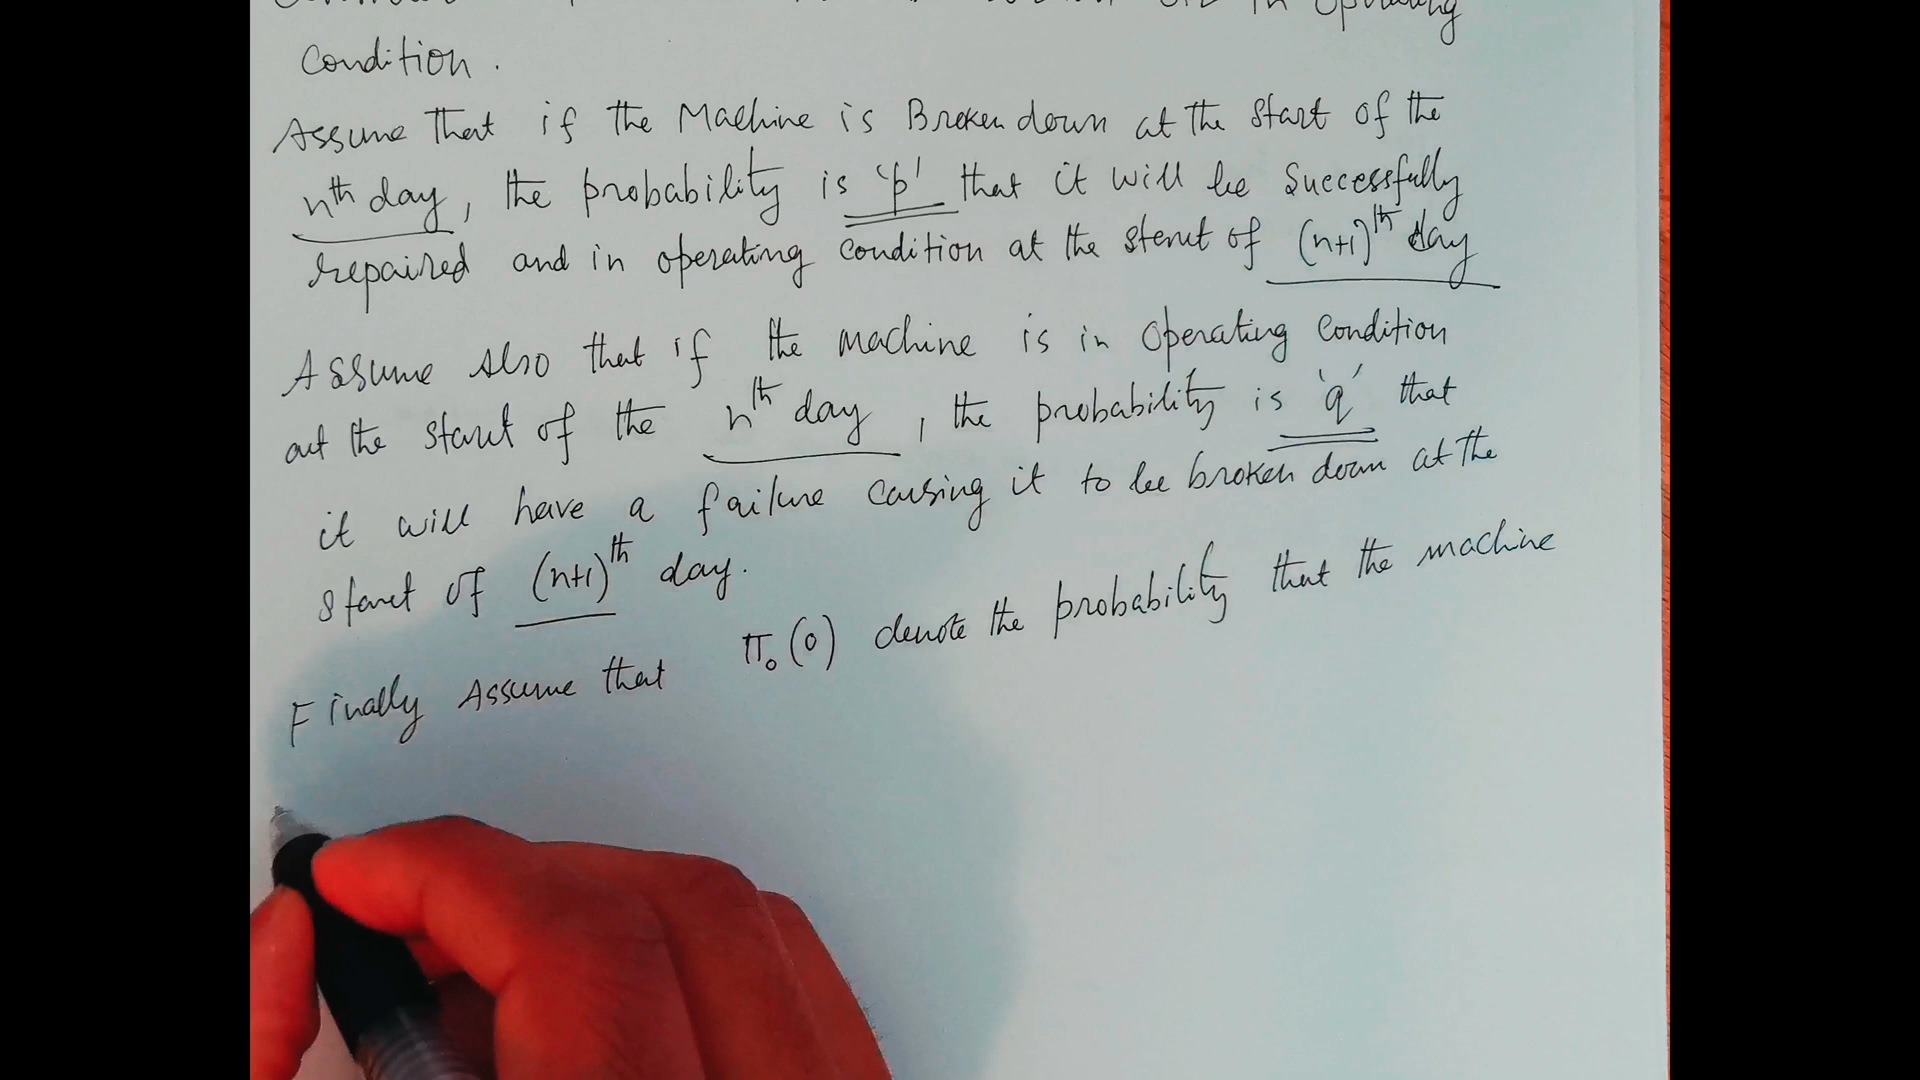 in operating
condition.
Assume that if the Machine is Broken down at the start of the
nth day, the probability is 'p' that it will be Successfully
repaired and in operating condition at the start of (n+1)th day
Assume Also that if the machine is in operating condition
at the start of the nth day, the probability is 'q' that
it will have a failure causing it to be broken down at the
start of (n+1)th day.
Finally Assume that π₀(0) denote the probability that the machine